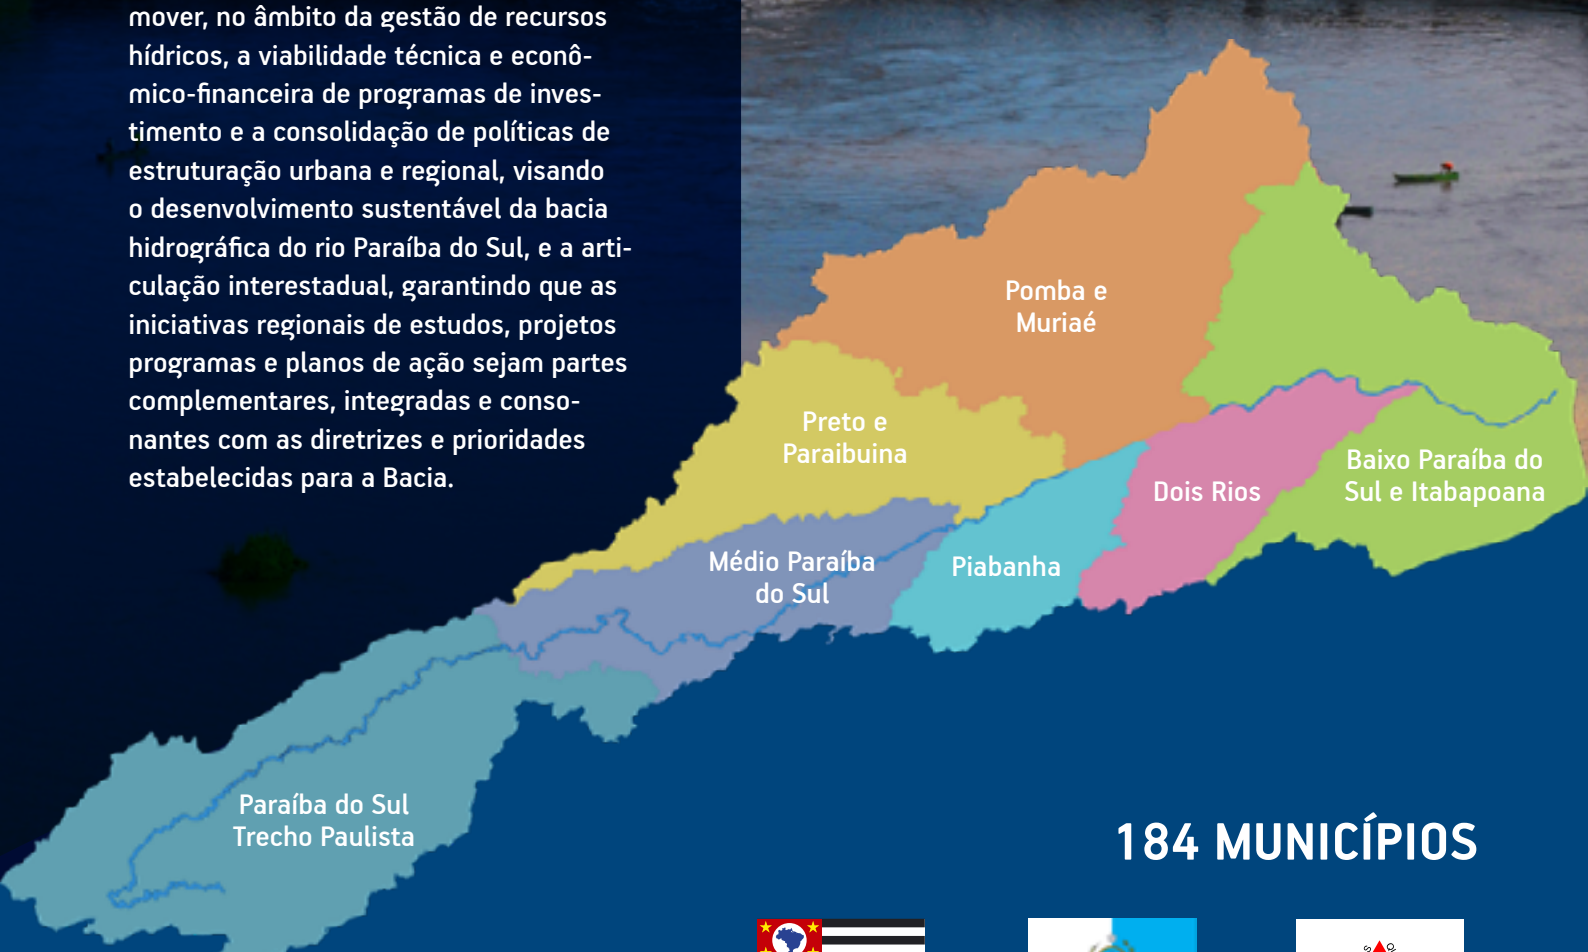 mover, no âmbito da gestão de recursos
hídricos, a viabilidade técnica e econô-
mico-financeira de programas de inves-
timento e a consolidação de políticas de
estruturação urbana e regional, visando
o desenvolvimento sustentável da bacia
hidrográfica do rio Paraíba do Sul, e a arti-
culação interestadual, garantindo que as
iniciativas regionais de estudos, projetos
programas e planos de ação sejam partes
complementares, integradas e conso-
nantes com as diretrizes e prioridades
estabelecidas para a Bacia.
Pomba e
Muriaé
Preto e
Paraibuina
Baixo Paraíba do
Sul e Itabapoana
Dois Rios
Médio Paraíba
do Sul
Piabanha
Paraíba do Sul
Trecho Paulista
184 MUNICÍPIOS